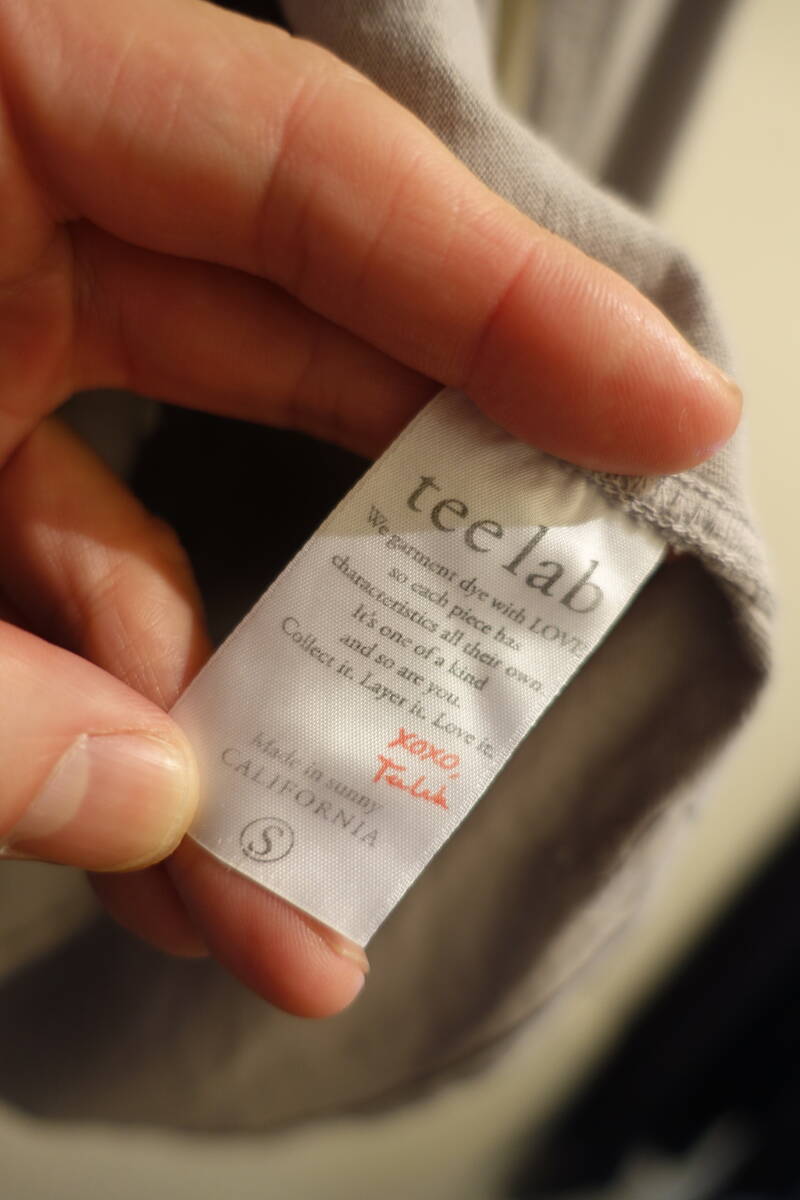 tee lab
We garment dye with LOVE
so each piece has
characteristics all their own.
It's one of a kind
and so are you.
Collect it. Layer it. Love it.
xoxo,
Made in sunny
CALIFORNIA
S